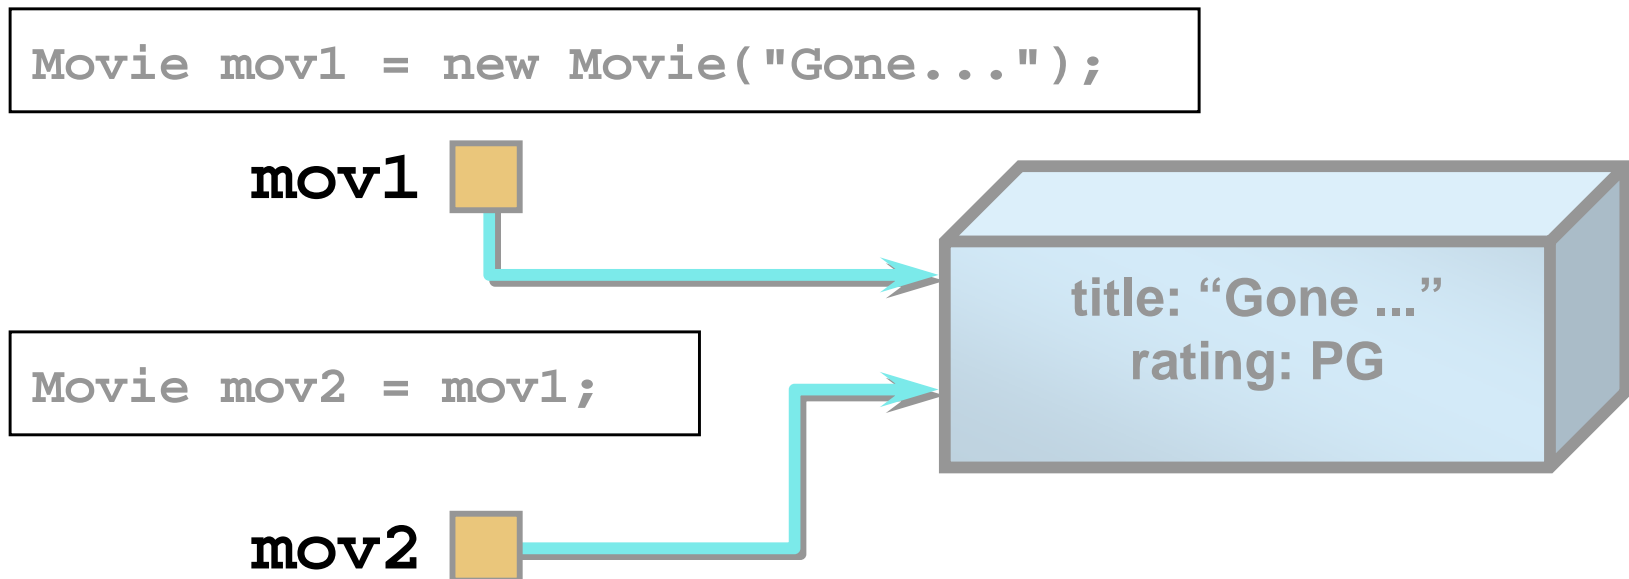 Movie mov1 = new Movie("Gone...");
mov1
title: “Gone ...”
rating: PG
Movie mov2 = mov1;
mov2